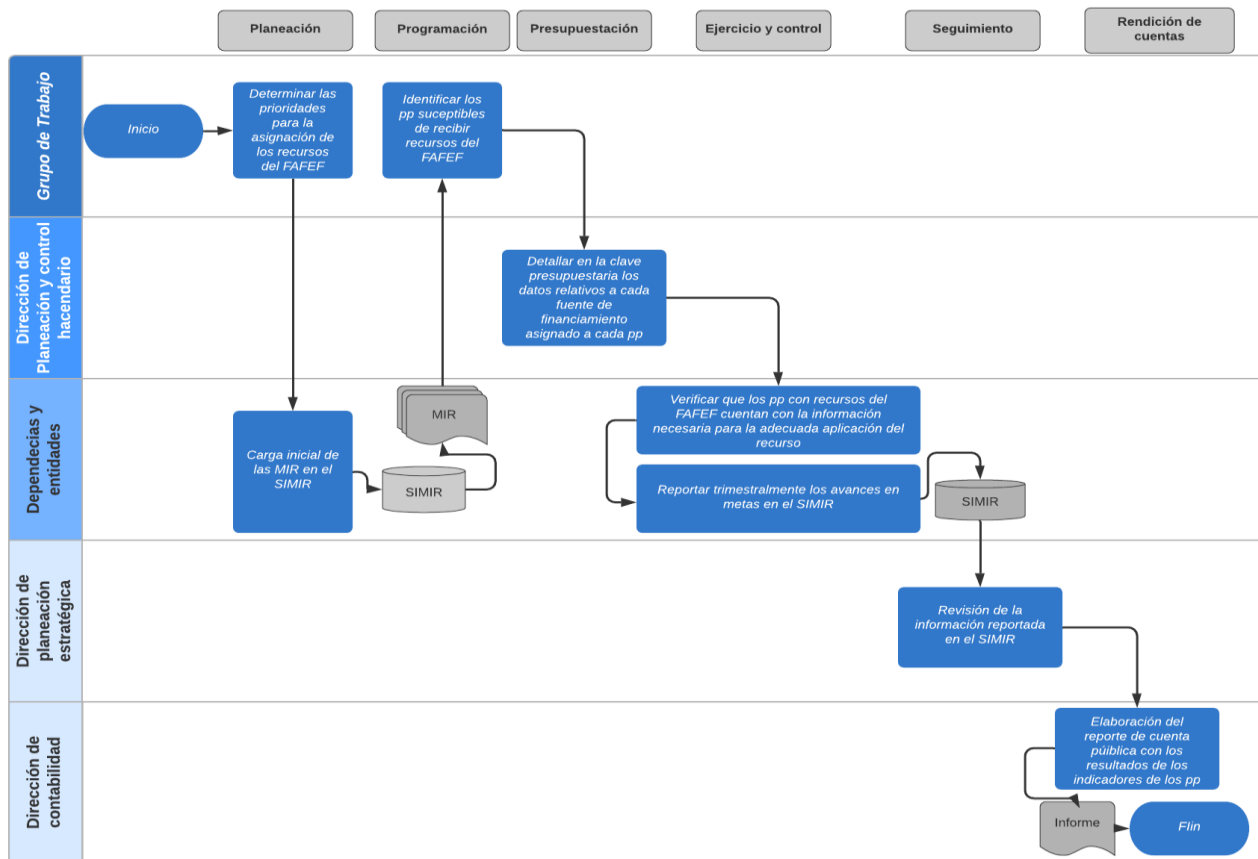 Planeación
Programación
Presupuestación
Ejercicio y control
Seguimiento
Rendición de
cuentas
Grupo de Trabajo
Inicio
Determinar las
prioridades para la
asignación de
los recursos
del FAFEF
Identificar los
pp suceptibles
de recibir
recursos del
FAFEF
Dirección de
Planeación y control
hacendario
Detallar en la clave
presupuestaria los
datos relativos a cada
fuente de
financiamiento
asignado a cada pp
Dependecias y
entidades
Carga inicial de
las MIR en el
SIMIR
MIR
SIMIR
Verificar que los pp con recursos del
FAFEF cuentan con la información
necesaria para la adecuada aplicación del
recurso
Reportar trimestralmente los avances en
metas en el SIMIR
SIMIR
Dirección de
planeación
estratégica
Revisión de la
información reportada
en el SIMIR
Dirección de
contabilidad
Elaboración del
reporte de cuenta
púiblica con los
resultados de los
indicadores de los pp
Informe
FIin